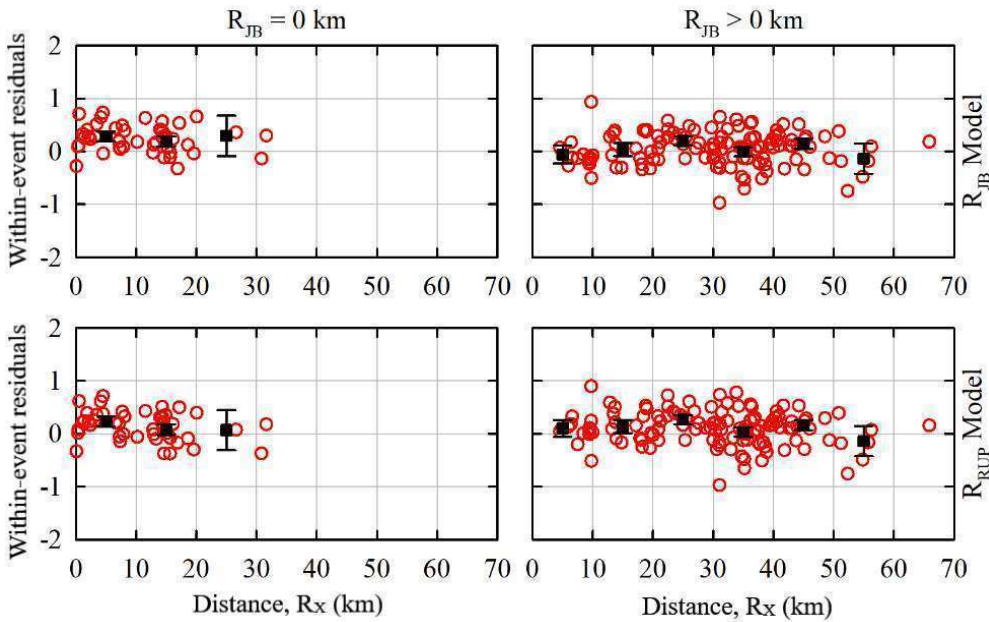 R_JB = 0 km
R_JB > 0 km
Within-event residuals
2
1
0
-1
-2
0 10 20 30 40 50 60 70
0 10 20 30 40 50 60 70
R_JB Model
Within-event residuals
2
1
0
-1
-2
0 10 20 30 40 50 60 70
0 10 20 30 40 50 60 70
R_RUP Model
Distance, Rx (km)
Distance, Rx (km)